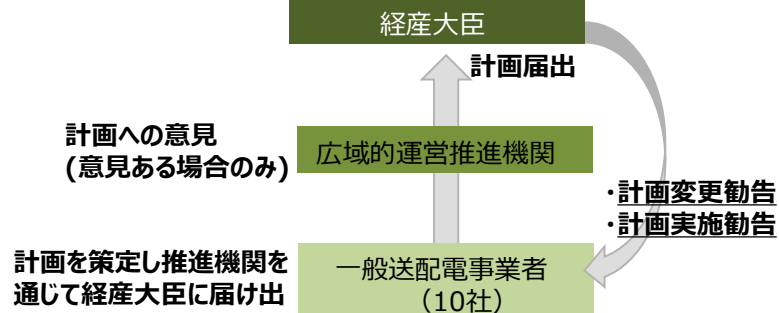 経産大臣
計画届出
計画への意見
(意見ある場合のみ)
広域的運営推進機関
・計画変更勧告
・計画実施勧告
計画を策定し推進機関を
通じて経産大臣に届け出
一般送配電事業者
（10社）